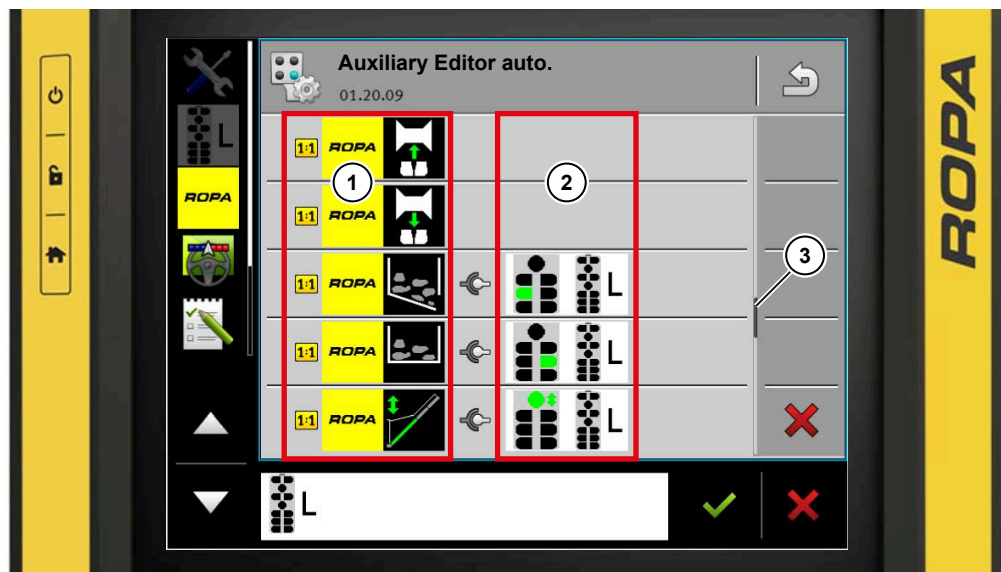 Auxiliary Editor auto.
01.20.09
L
ROPA
1:1 ROPA
1
2
1:1 ROPA
1:1 ROPA L
3
1:1 ROPA L
1:1 ROPA L
L
ROPA